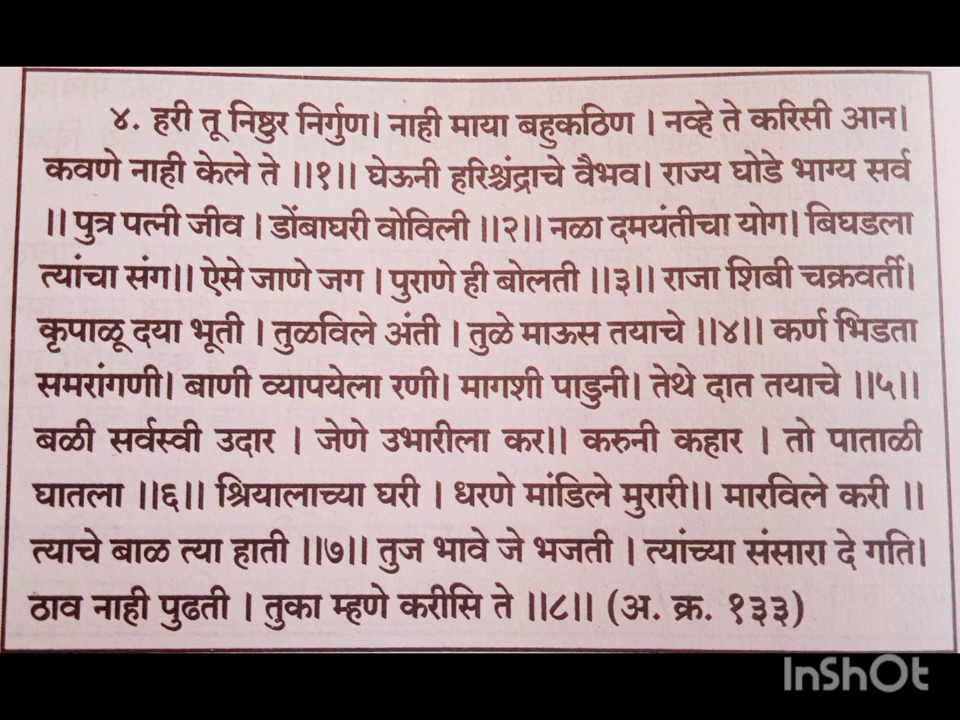 ४. हरी तू निष्ठुर निर्गुण। नाही माया बहुकठिण । नव्हे ते करिसी आन।
कवणे नाही केले ते ।।१।। घेऊनी हरिश्चंद्राचे वैभव। राज्य घोडे भाग्य सर्व
।। पुत्र पत्नी जीव । डोंबाघरी वोविली ।।२।। नळा दमयंतीचा योग। बिघडला
त्यांचा संग।। ऐसे जाणे जग । पुराणे ही बोलती ।।३।। राजा शिबी चक्रवर्ती।
कृपाळू दया भूती । तुळविले अंती । तुळे माऊस तयाचे ।।४।। कर्ण भिडता
समरांगणी। बाणी व्यापयेला रणी। मागशी पाडुनी। तेथे दात तयाचे ।।५।।
बळी सर्वस्वी उदार । जेणे उभारीला कर।। करुनी कहार । तो पाताळी
घातला ।।६।। श्रियालाच्या घरी । धरणे मांडिले मुरारी।। मारविले करी ।।
त्याचे बाळ त्या हाती ।।७।। तुज भावे जे भजती । त्यांच्या संसारा दे गति।
ठाव नाही पुढती । तुका म्हणे करीसि ते ।।८।। (अ. क्र. १३३)
InShOt